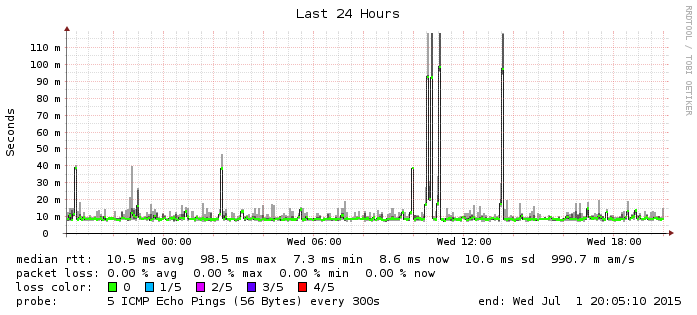 Last 24 Hours
RRDTOOL / TOBI OETIKER
Seconds
110 m
100 m
90 m
80 m
70 m
60 m
50 m
40 m
30 m
20 m
10 m
0
Wed 00:00 Wed 06:00 Wed 12:00 Wed 18:00
median rtt: 10.5 ms avg 98.5 ms max 7.3 ms min 8.6 ms now 10.6 ms sd 990.7 m am/s
packet loss: 0.00 % avg 0.00 % max 0.00 % min 0.00 % now
loss color: 0 1/5 2/5 3/5 4/5
probe: 5 ICMP Echo Pings (56 Bytes) every 300s end: Wed Jul 1 20:05:10 2015